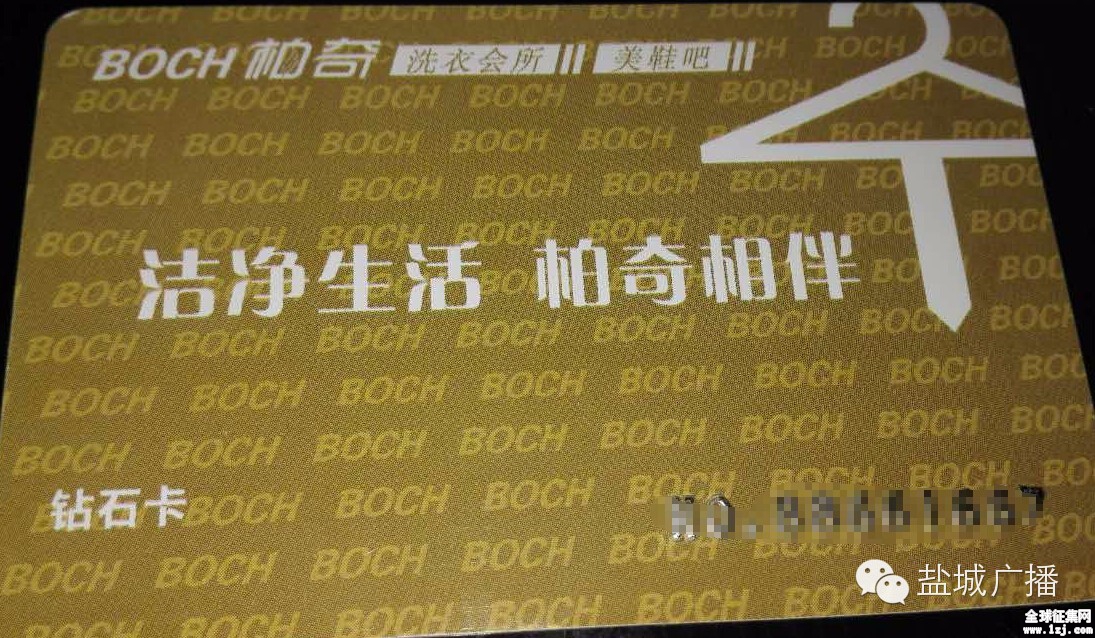 BOCH 柏奇 洗衣会所 美鞋吧
洁净生活 柏奇相伴
钻石卡
盐城广播
全球征集网
www.1zj.com